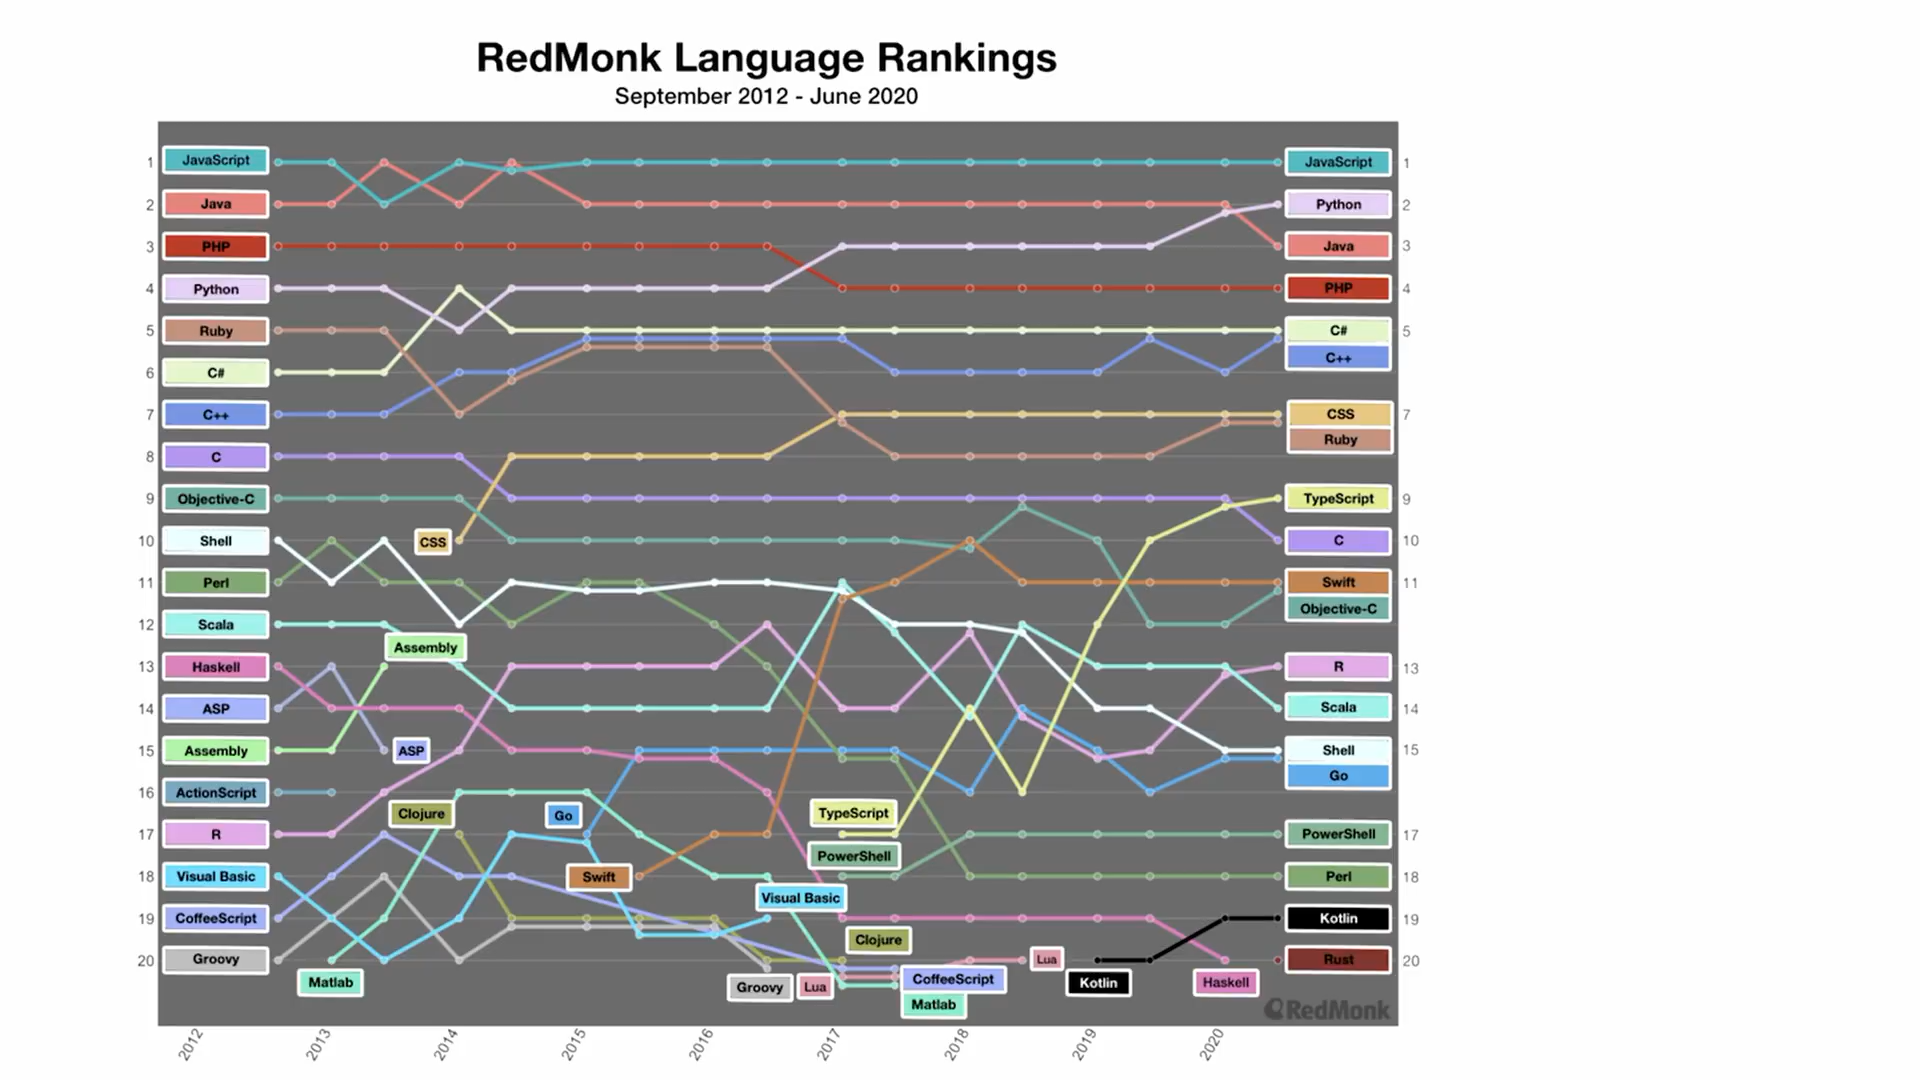 RedMonk Language Rankings
September 2012 - June 2020
1 JavaScript JavaScript 1
2 Java Python 2
3 PHP Java 3
4 Python PHP 4
5 Ruby C# 5
C++
6 C#
7 C++ CSS 7
Ruby
8 C
9 Objective-C TypeScript 9
10 Shell CSS C 10
11 Perl Swift 11
Objective-C
12 Scala
Assembly
13 Haskell R 13
14 ASP Scala 14
15 Assembly ASP Shell 15
Go
16 ActionScript
Clojure Go TypeScript
17 R PowerShell 17
PowerShell
18 Visual Basic Swift Perl 18
Visual Basic
19 CoffeeScript Kotlin 19
Clojure
20 Groovy Lua Rust 20
Matlab Groovy Lua CoffeeScript Kotlin Haskell
Matlab
RedMonk
2012 2013 2014 2015 2016 2017 2018 2019 2020